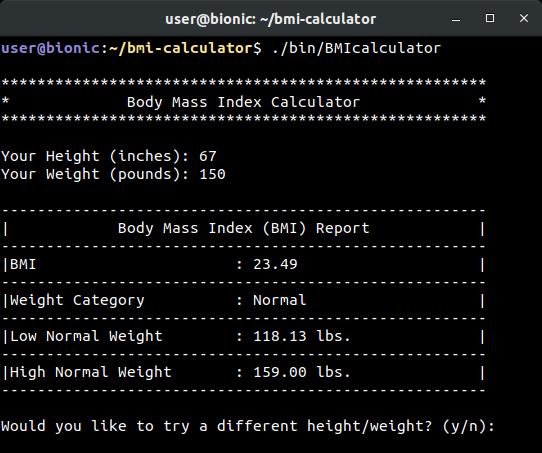 user@bionic: ~/bmi-calculator
user@bionic:~/bmi-calculator$ ./bin/BMIcalculator
******************************************************
*             Body Mass Index Calculator             *
******************************************************
Your Height (inches): 67
Your Weight (pounds): 150
------------------------------------------------------
|            Body Mass Index (BMI) Report            |
------------------------------------------------------
|BMI                      : 23.49                    |
------------------------------------------------------
|Weight Category          : Normal                   |
------------------------------------------------------
|Low Normal Weight        : 118.13 lbs.              |
------------------------------------------------------
|High Normal Weight       : 159.00 lbs.              |
------------------------------------------------------
Would you like to try a different height/weight? (y/n):